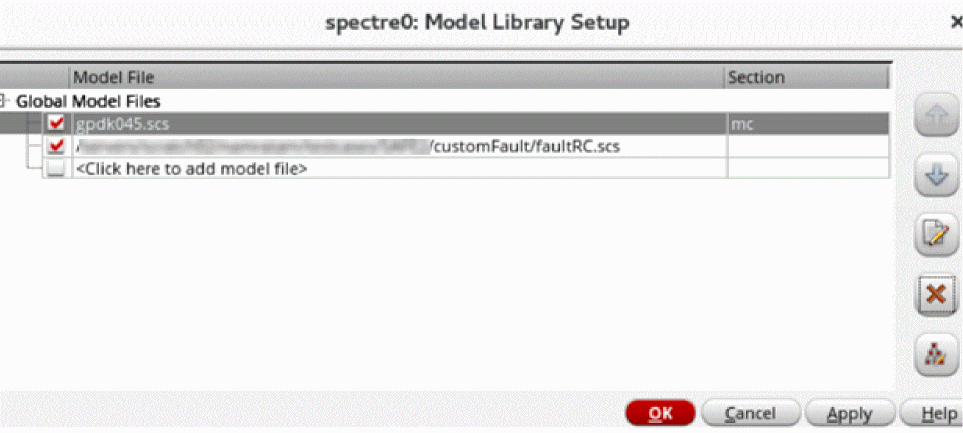 spectre0: Model Library Setup
Model File Section
Global Model Files
gpdk045.scs mc
/customFault/faultRC.scs
<Click here to add model file>
OK Cancel Apply Help